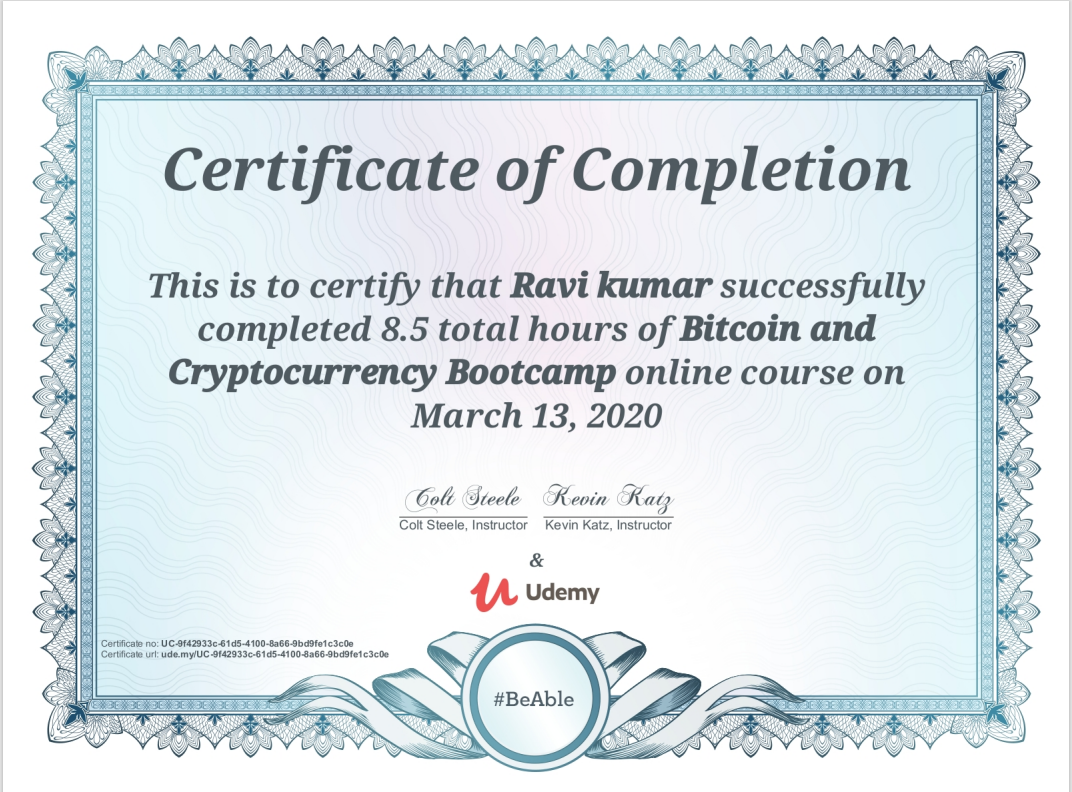 Certificate of Completion
This is to certify that Ravi kumar successfully
completed 8.5 total hours of Bitcoin and
Cryptocurrency Bootcamp online course on
March 13, 2020
Colt Steele Kevin Katz
Colt Steele, Instructor Kevin Katz, Instructor
&
Udemy
Certificate no: UC-9f42933c-61d5-4100-8a66-9bd9fe1c3c0e
Certificate url: ude.my/UC-9f42933c-61d5-4100-8a66-9bd9fe1c3c0e
#BeAble